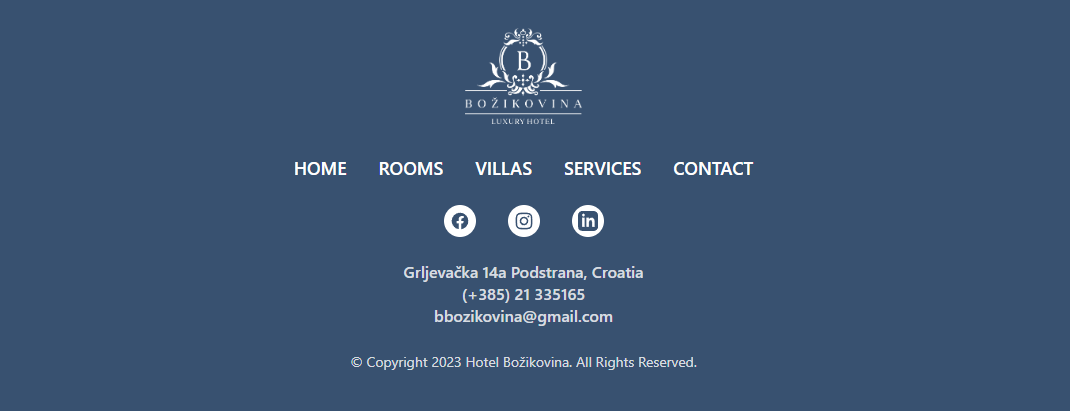 B
BOŽIKOVINA
LUXURY HOTEL
HOME ROOMS VILLAS SERVICES CONTACT
in
Grljevačka 14a Podstrana, Croatia
(+385) 21 335165
bbozikovina@gmail.com
© Copyright 2023 Hotel Božikovina. All Rights Reserved.